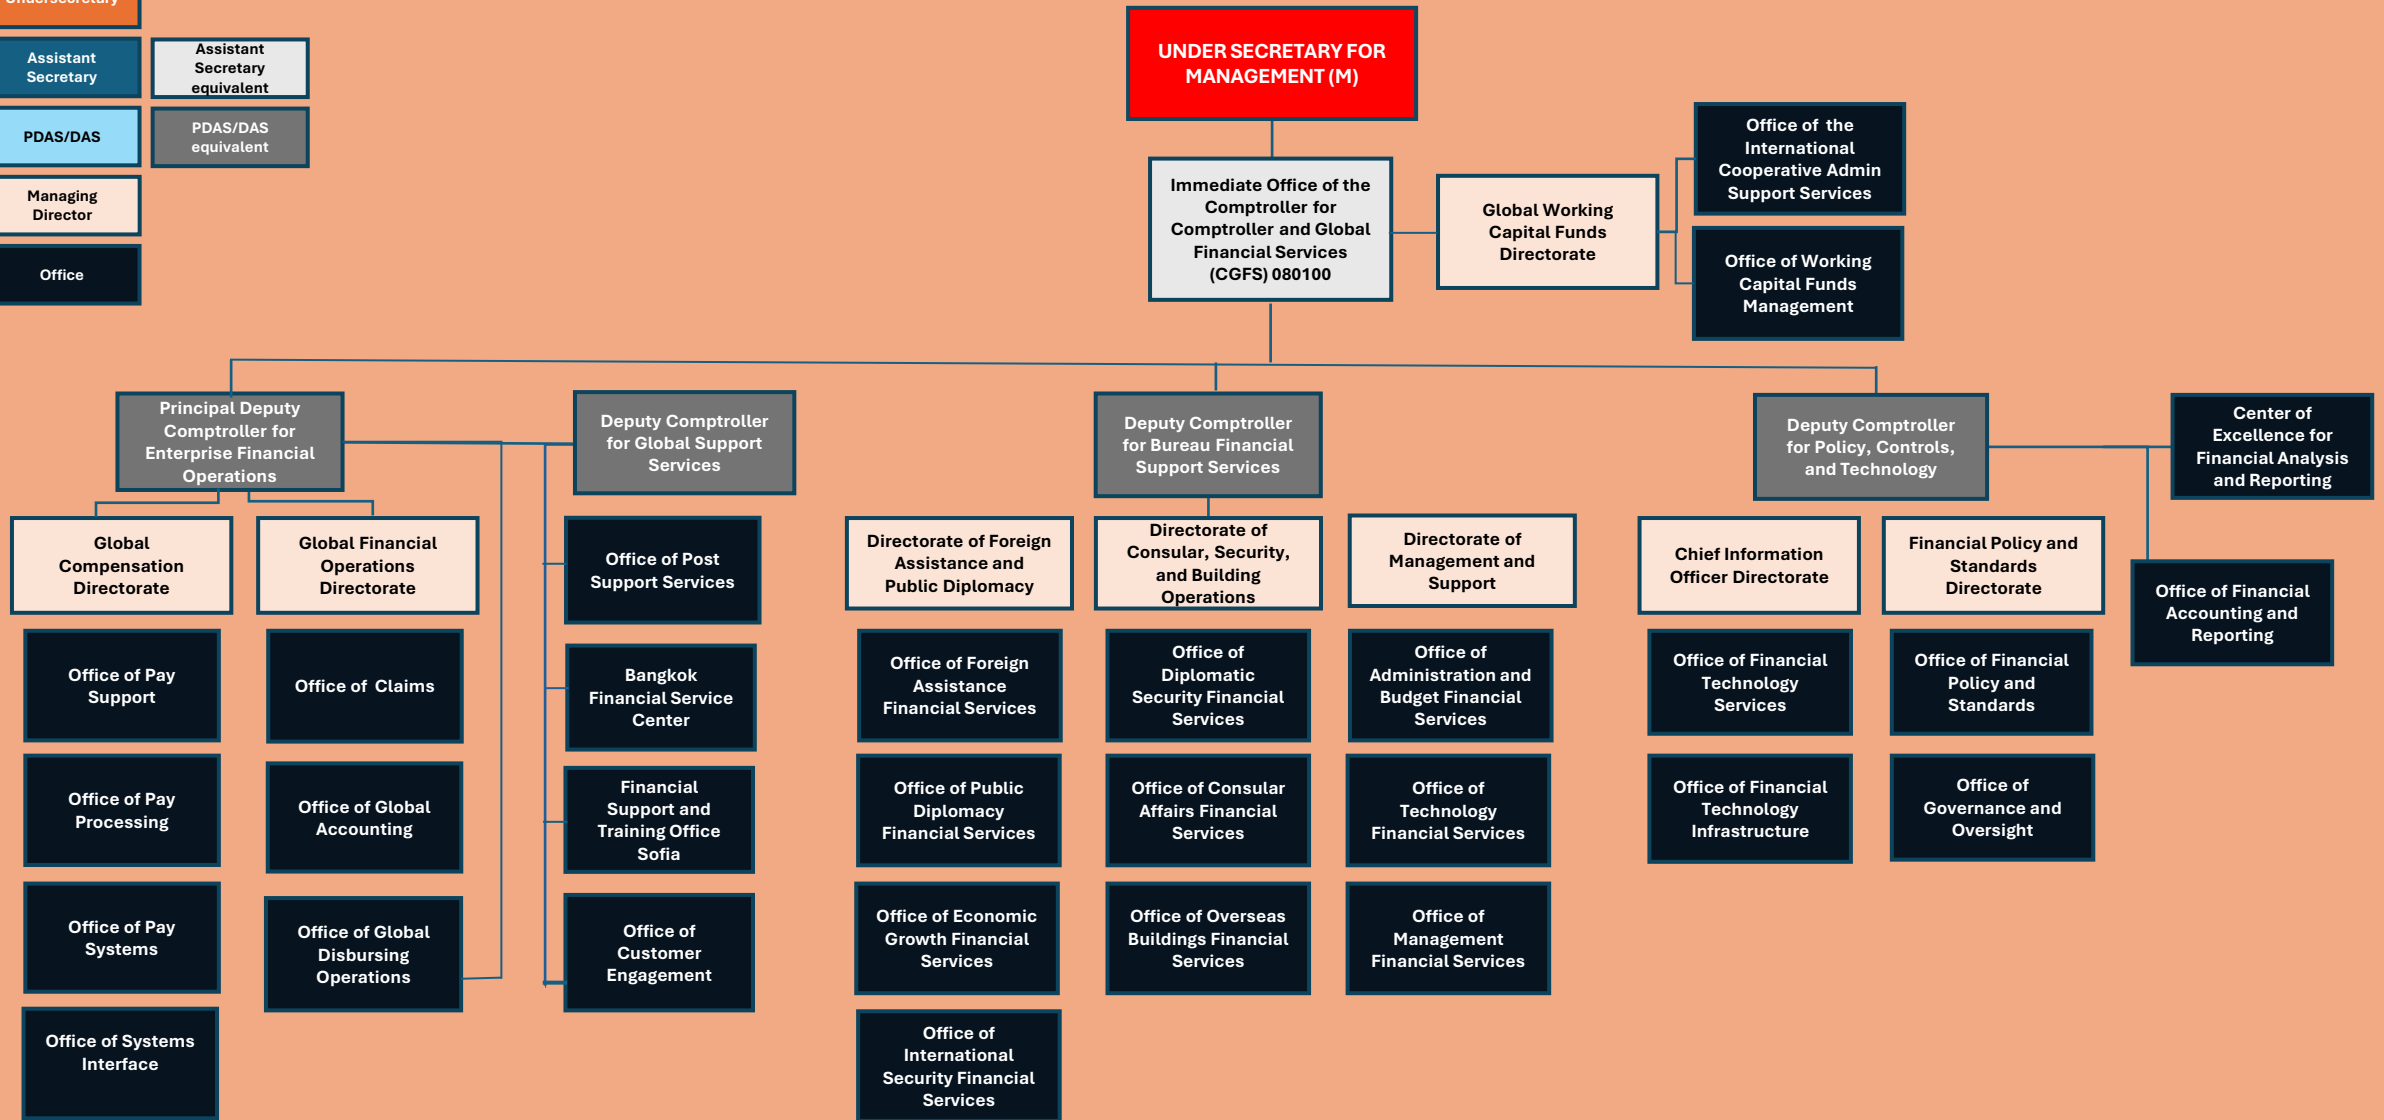 Undersecretary
Assistant
Secretary
Assistant
Secretary
equivalent
PDAS/DAS
PDAS/DAS
equivalent
Managing
Director
Office
UNDER SECRETARY FOR
MANAGEMENT (M)
Immediate Office of the
Comptroller for
Comptroller and Global
Financial Services
(CGFS) 080100
Global Working
Capital Funds
Directorate
Office of the
International
Cooperative Admin
Support Services
Office of Working
Capital Funds
Management
Principal Deputy
Comptroller for
Enterprise Financial
Operations
Deputy Comptroller
for Global Support
Services
Deputy Comptroller
for Bureau Financial
Support Services
Deputy Comptroller
for Policy, Controls,
and Technology
Center of
Excellence for
Financial Analysis
and Reporting
Global
Compensation
Directorate
Global Financial
Operations
Directorate
Office of Post
Support Services
Directorate of Foreign
Assistance and
Public Diplomacy
Directorate of
Consular, Security,
and Building
Operations
Directorate of
Management and
Support
Chief Information
Officer Directorate
Financial Policy and
Standards
Directorate
Office of Financial
Accounting and
Reporting
Office of Pay
Support
Office of Claims
Bangkok
Financial Service
Center
Office of Foreign
Assistance
Financial Services
Office of
Diplomatic
Security Financial
Services
Office of
Administration and
Budget Financial
Services
Office of Financial
Technology
Services
Office of Financial
Policy and
Standards
Office of Pay
Processing
Office of Global
Accounting
Financial
Support and
Training Office
Sofia
Office of Public
Diplomacy
Financial Services
Office of Consular
Affairs Financial
Services
Office of
Technology
Financial Services
Office of Financial
Technology
Infrastructure
Office of
Governance and
Oversight
Office of Pay
Systems
Office of Global
Disbursing
Operations
Office of
Customer
Engagement
Office of Economic
Growth Financial
Services
Office of Overseas
Buildings Financial
Services
Office of
Management
Financial Services
Office of Systems
Interface
Office of
International
Security Financial
Services